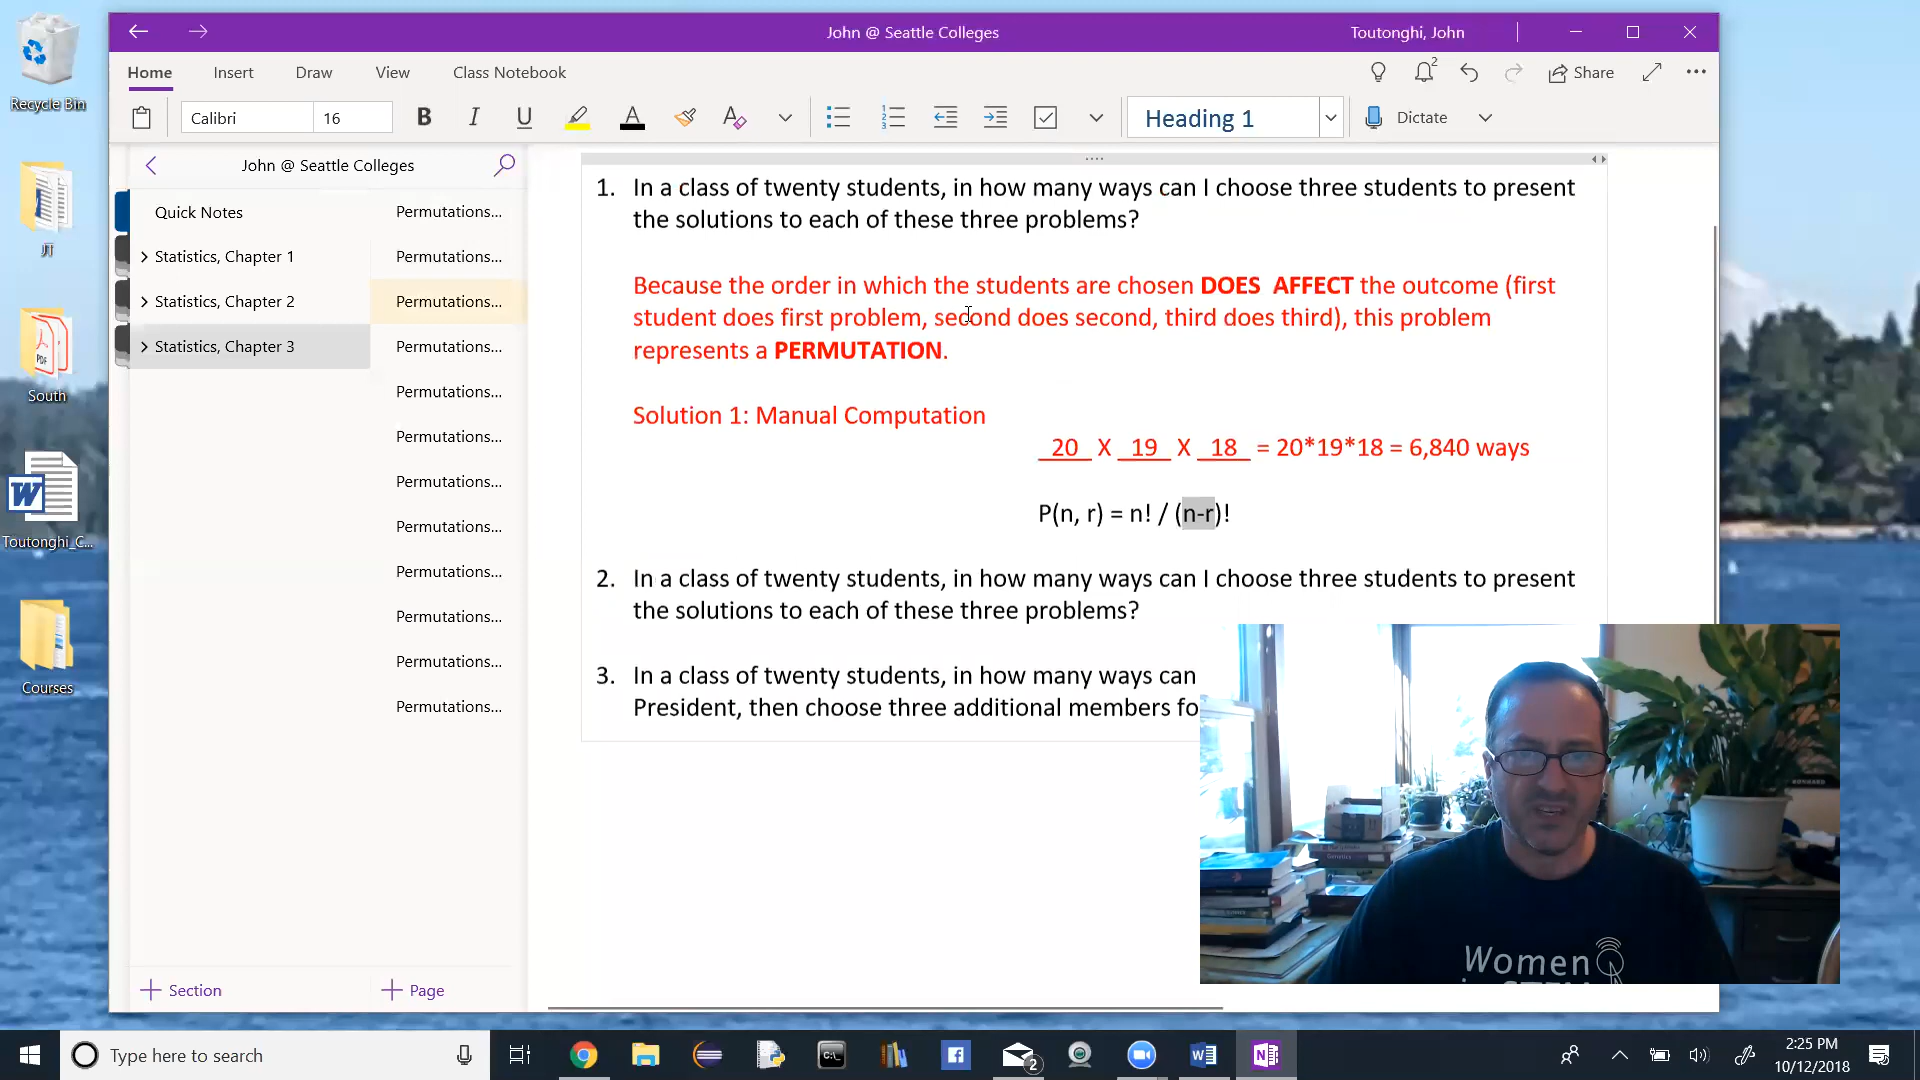 Recycle Bin
JT
South
Toutonghi_C...
Courses
John @ Seattle Colleges
Toutonghi, John
Home
Insert
Draw
View
Class Notebook
2
Share
Calibri
16
B
I
U
A
A
Heading 1
Dictate
John @ Seattle Colleges
Quick Notes
Statistics, Chapter 1
Statistics, Chapter 2
Statistics, Chapter 3
Section
Permutations...
Permutations...
Permutations...
Permutations...
Permutations...
Permutations...
Permutations...
Permutations...
Permutations...
Permutations...
Permutations...
Permutations...
Page
1. In a class of twenty students, in how many ways can I choose three students to present
the solutions to each of these three problems?
Because the order in which the students are chosen DOES AFFECT the outcome (first
student does first problem, second does second, third does third), this problem
represents a PERMUTATION.
Solution 1: Manual Computation
20 X 19 X 18 = 20*19*18 = 6,840 ways
P(n, r) = n! / (n-r)!
2. In a class of twenty students, in how many ways can I choose three students to present
the solutions to each of these three problems?
3. In a class of twenty students, in how many ways can
President, then choose three additional members fo
Genetics
Women
Type here to search
2
2:25 PM
10/12/2018